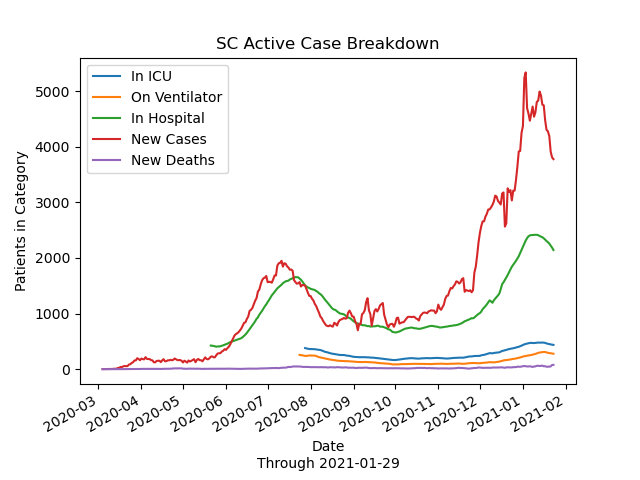 SC Active Case Breakdown
In ICU
On Ventilator
In Hospital
New Cases
New Deaths
Patients in Category
5000
4000
3000
2000
1000
0
2020-03
2020-04
2020-05
2020-06
2020-07
2020-08
2020-09
2020-10
2020-11
2020-12
2021-01
2021-02
Date
Through 2021-01-29